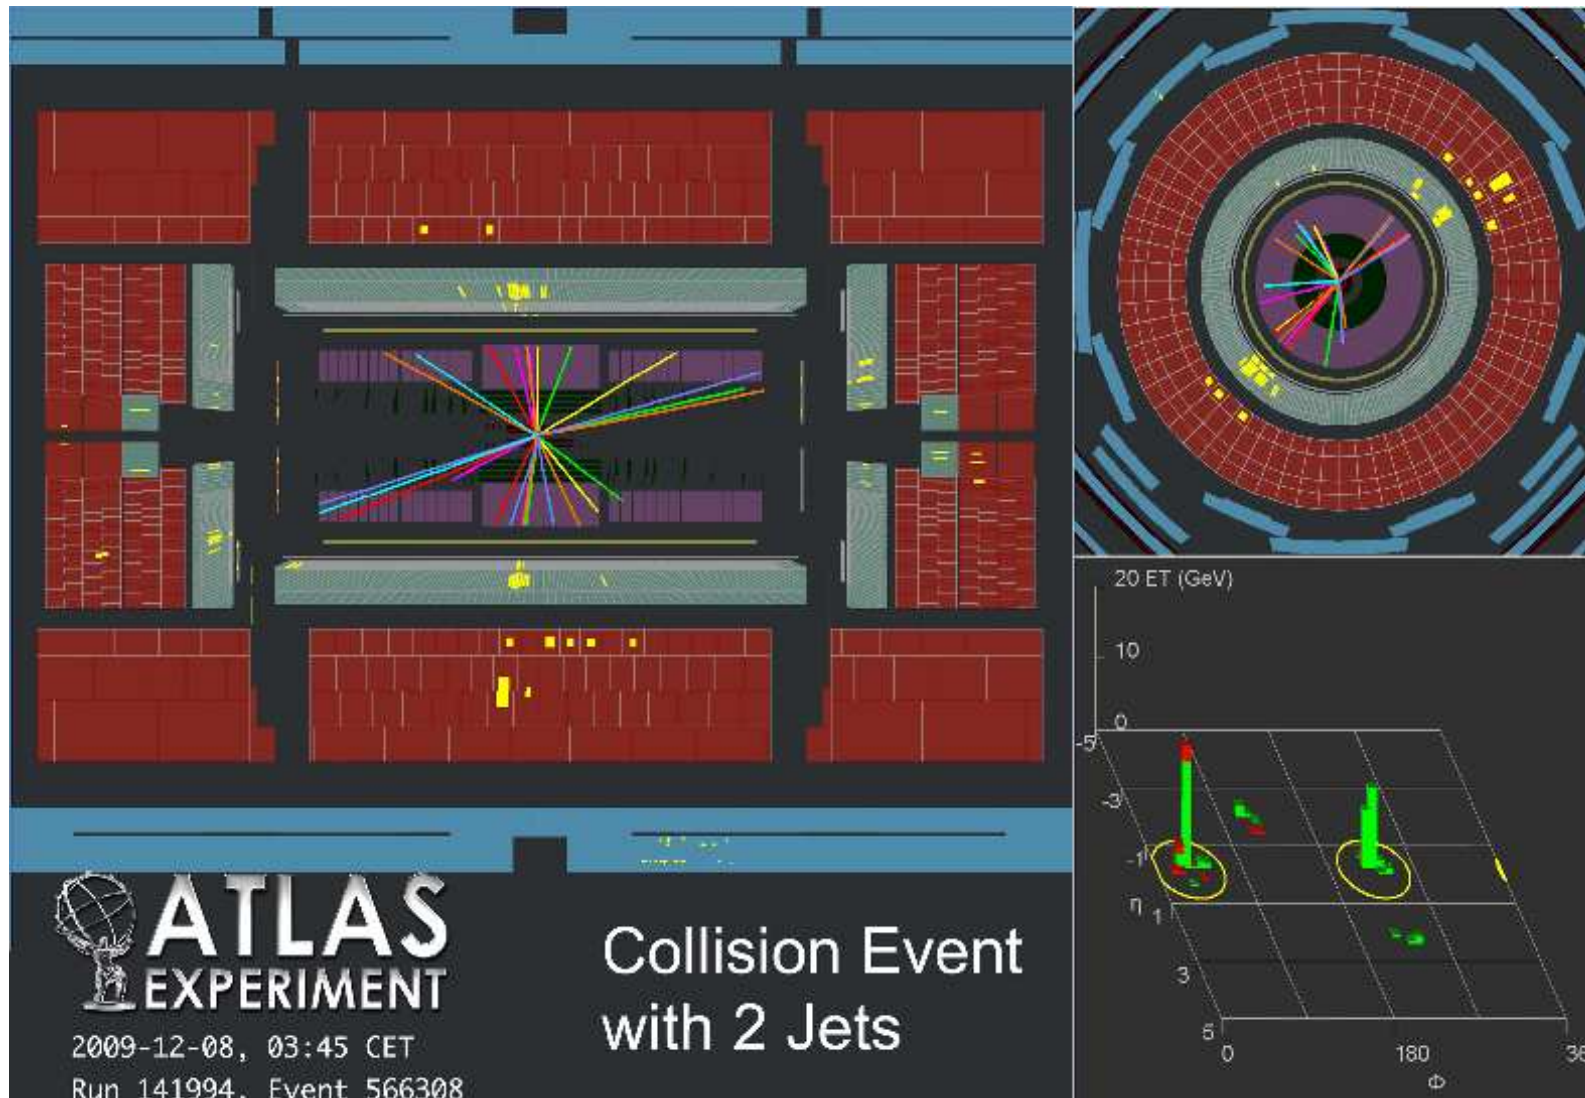 20 ET (GeV)
10
0
-5
-3
-1
η
1
3
5
0
180
36
Φ
ATLAS
EXPERIMENT
2009-12-08, 03:45 CET
Run 141994, Event 566308
Collision Event
with 2 Jets